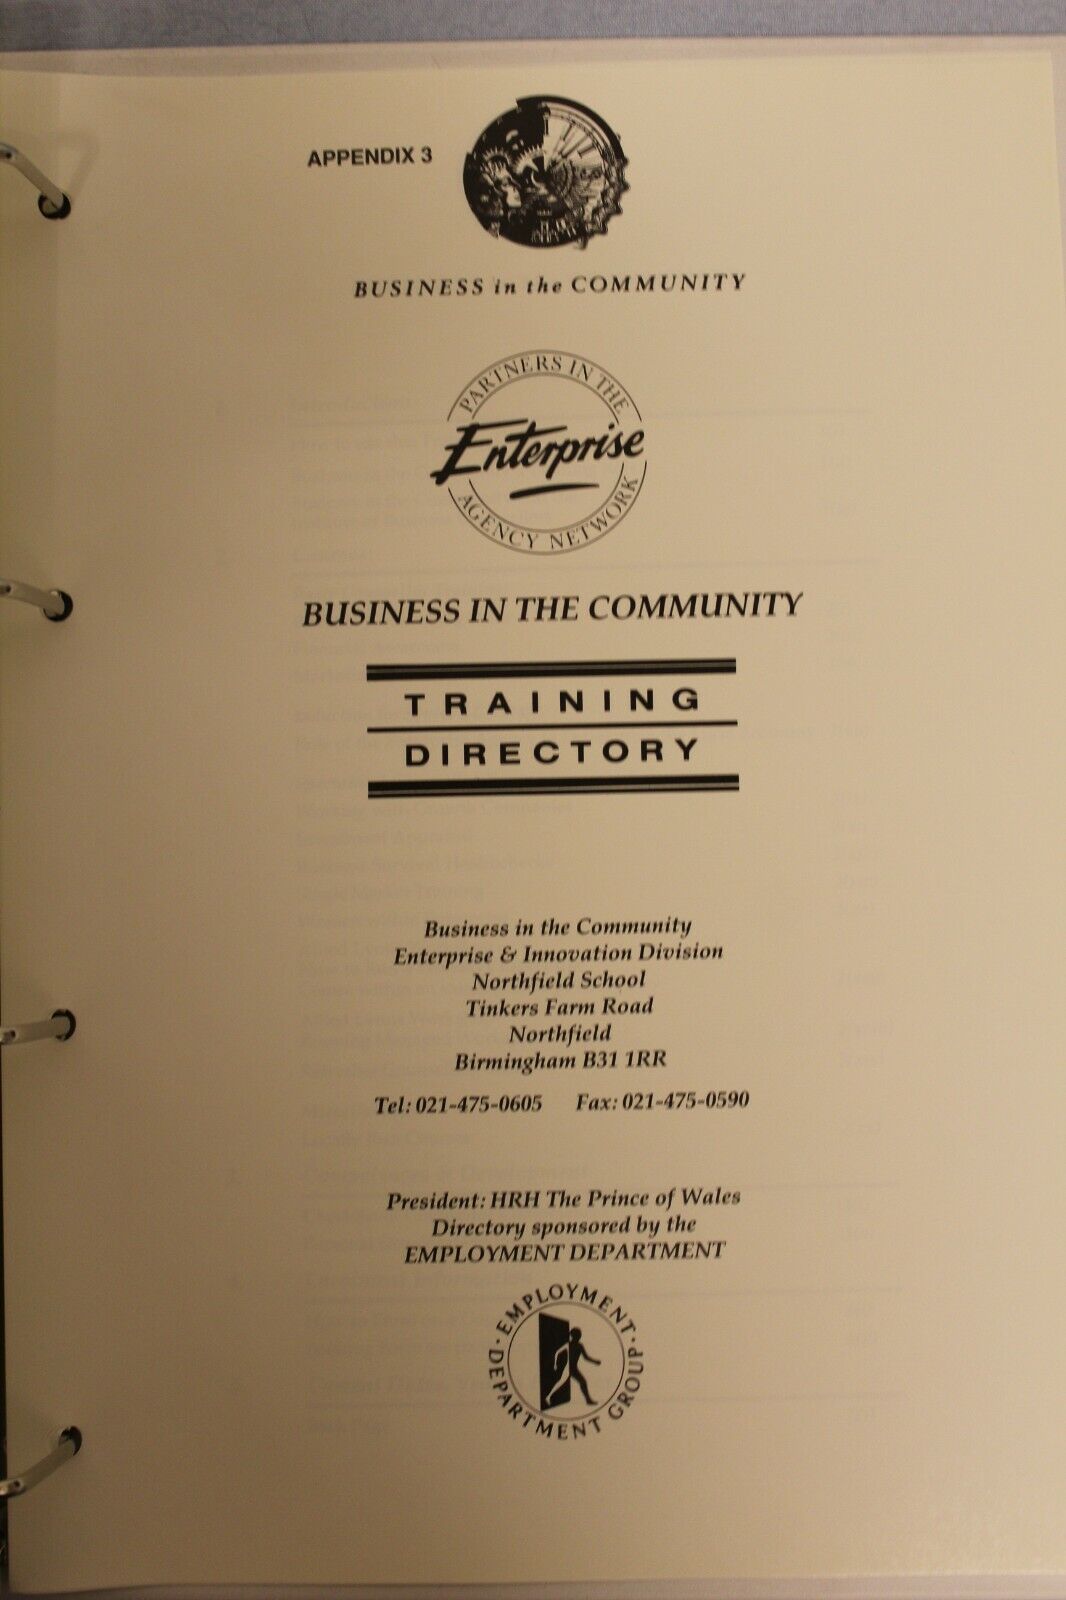 APPENDIX 3
BUSINESS in the COMMUNITY
PARTNERS IN THE
Enterprise
AGENCY NETWORK
BUSINESS IN THE COMMUNITY
TRAINING
DIRECTORY
Business in the Community
Enterprise & Innovation Division
Northfield School
Tinkers Farm Road
Northfield
Birmingham B31 1RR
Tel: 021-475-0605 Fax: 021-475-0590
President: HRH The Prince of Wales
Directory sponsored by the
EMPLOYMENT DEPARTMENT
· EMPLOYMENT ·
DEPARTMENT GROUP